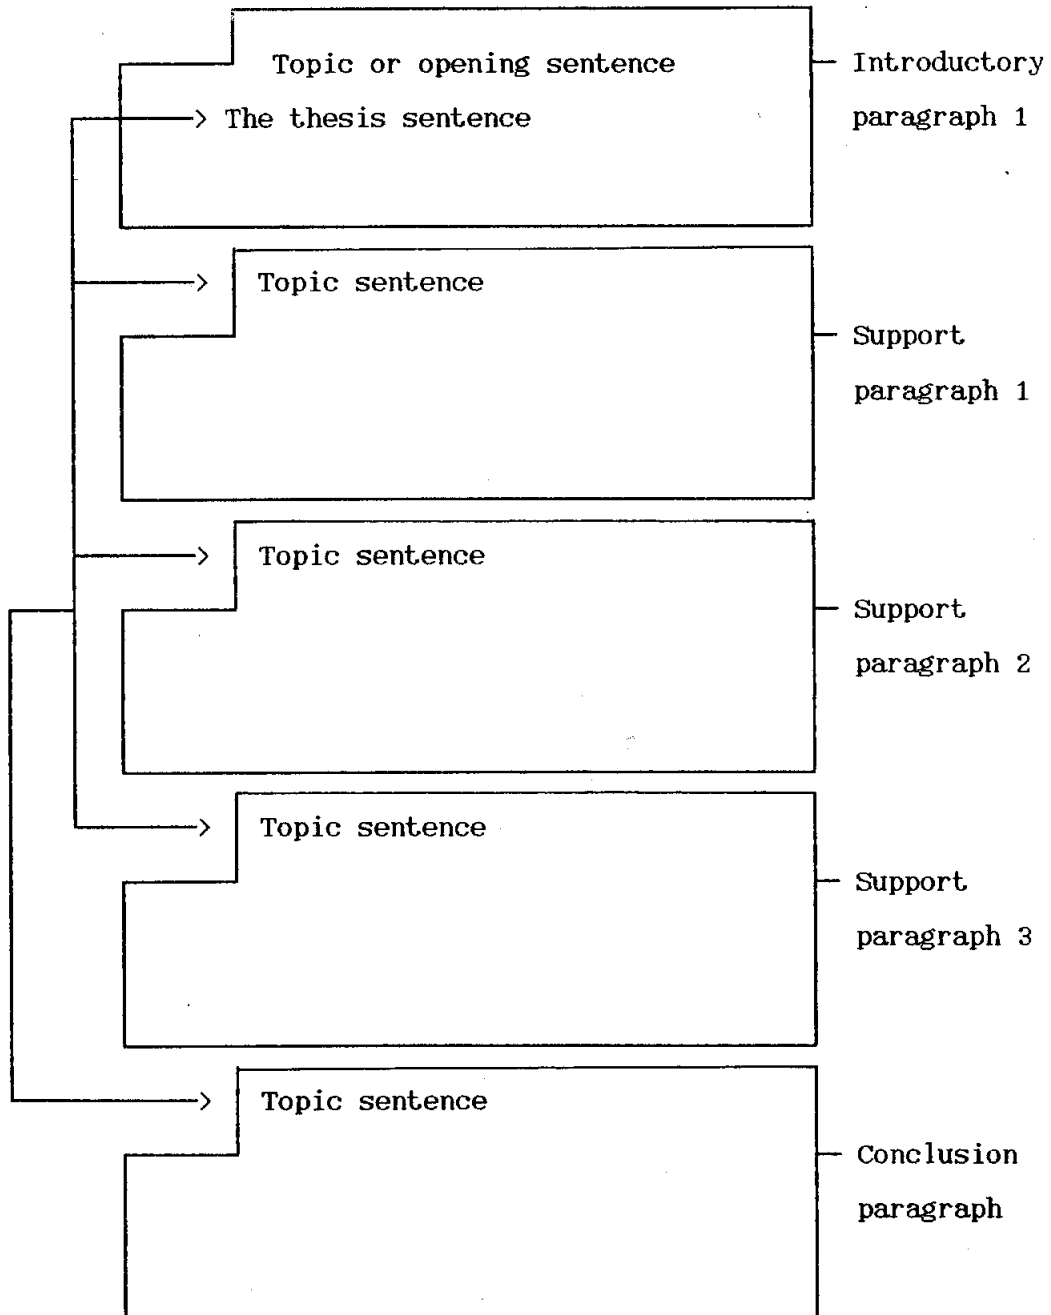 Topic or opening sentence
The thesis sentence
Introductory
paragraph 1
Topic sentence
Support
paragraph 1
Topic sentence
Support
paragraph 2
Topic sentence
Support
paragraph 3
Topic sentence
Conclusion
paragraph